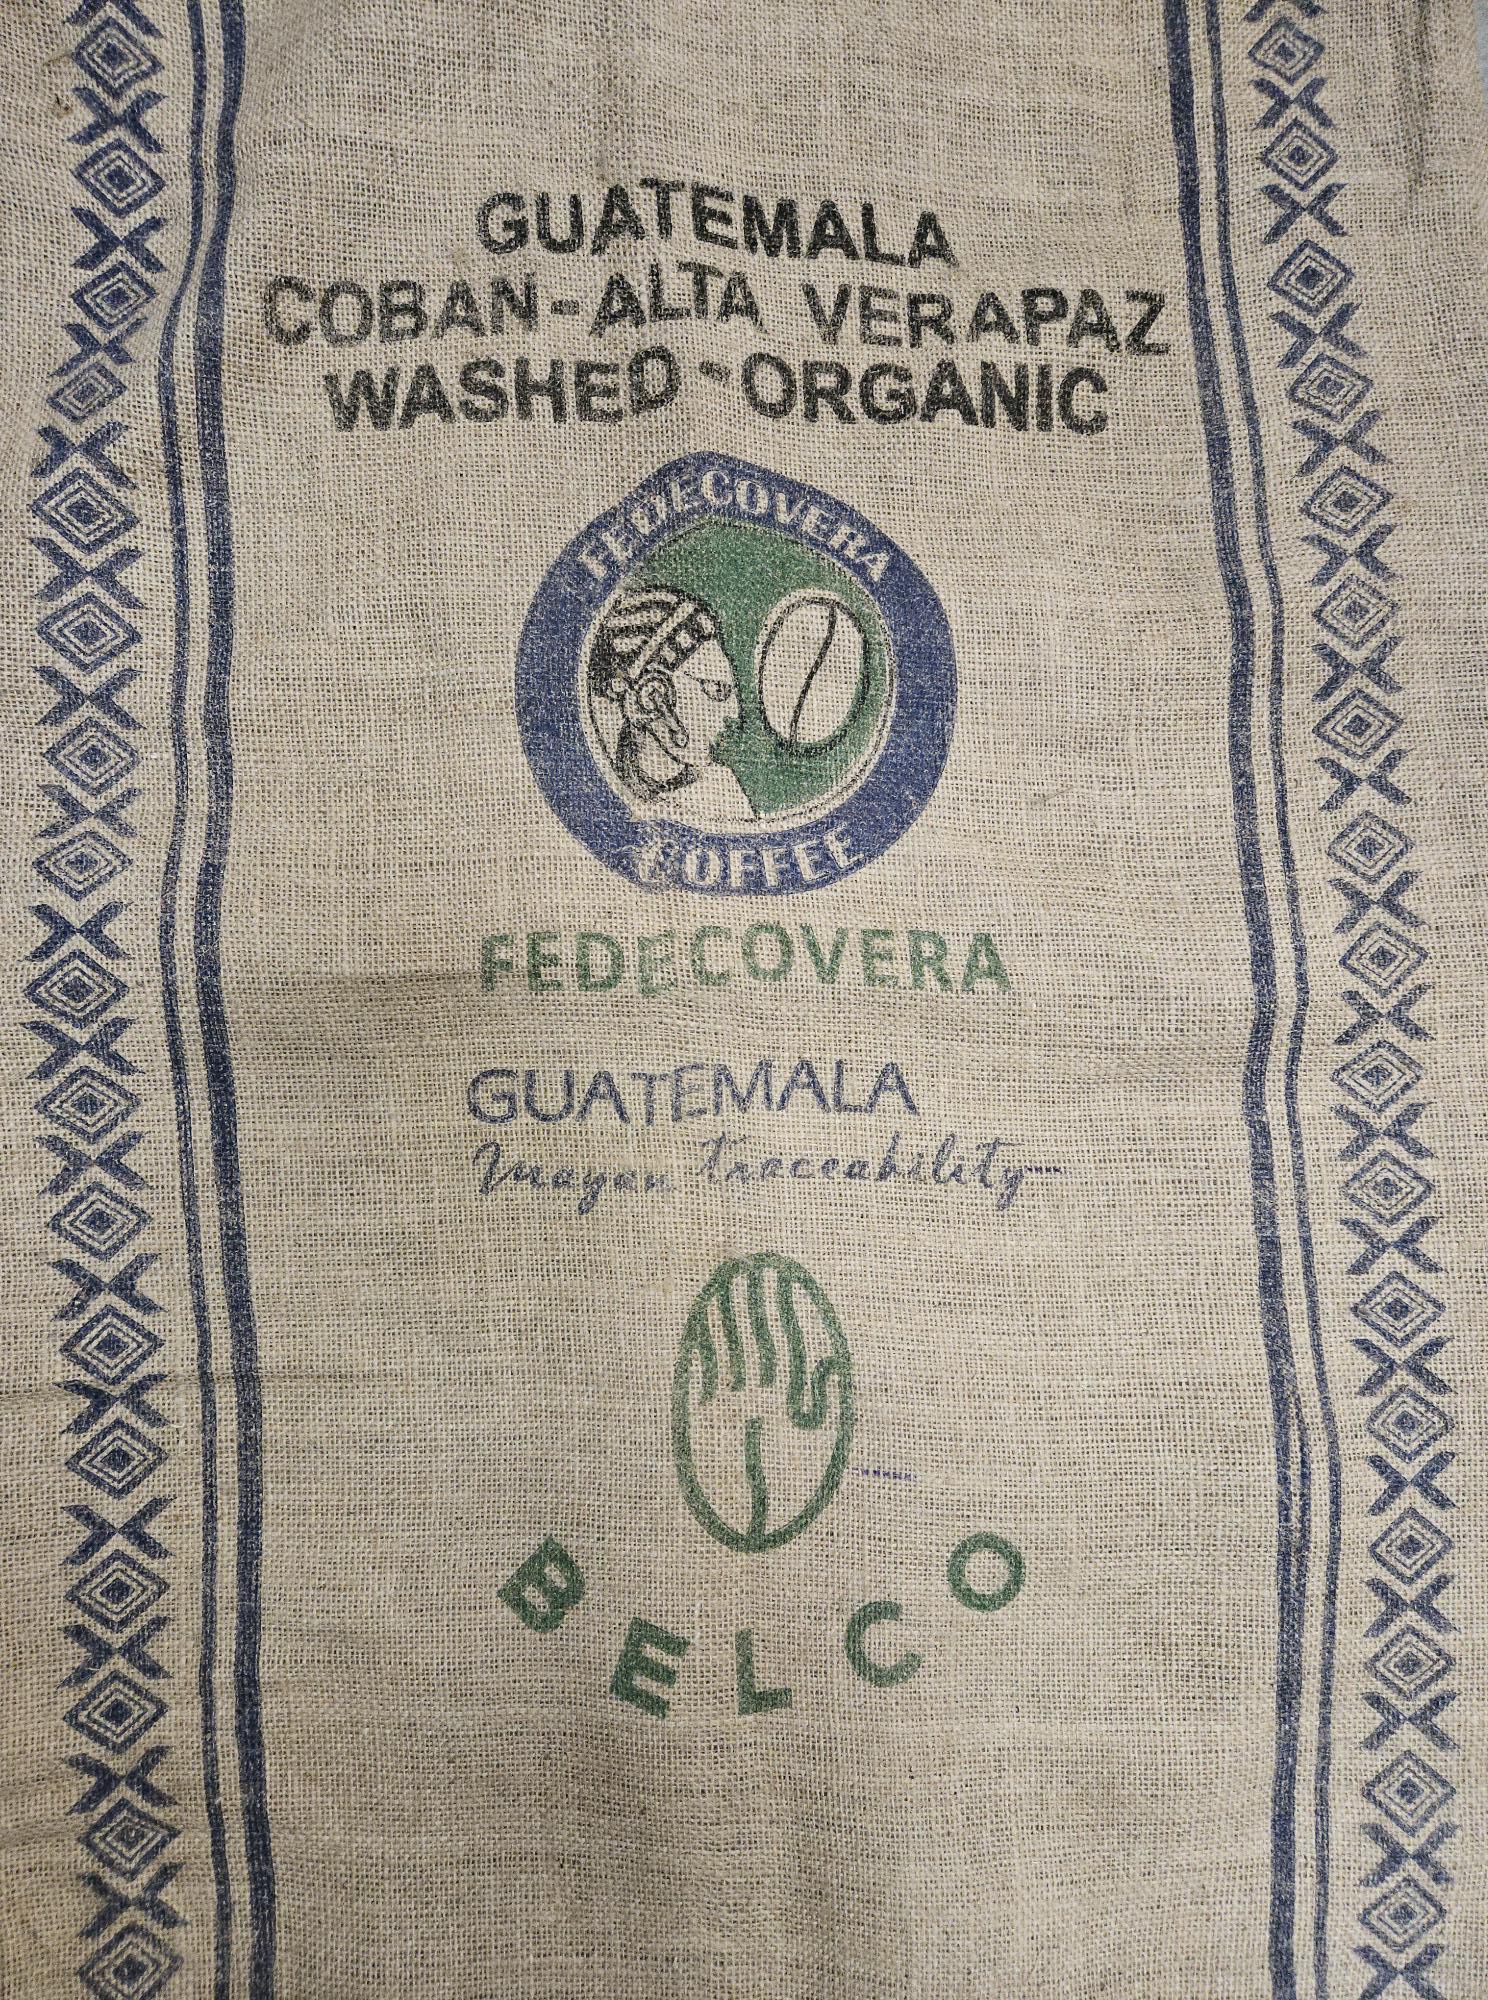 GUATEMALA
COBAN-ALTA VERAPAZ
WASHED-ORGANIC
FEDECOVERA
COFFEE
FEDECOVERA
GUATEMALA
mayan traceability
BELCO